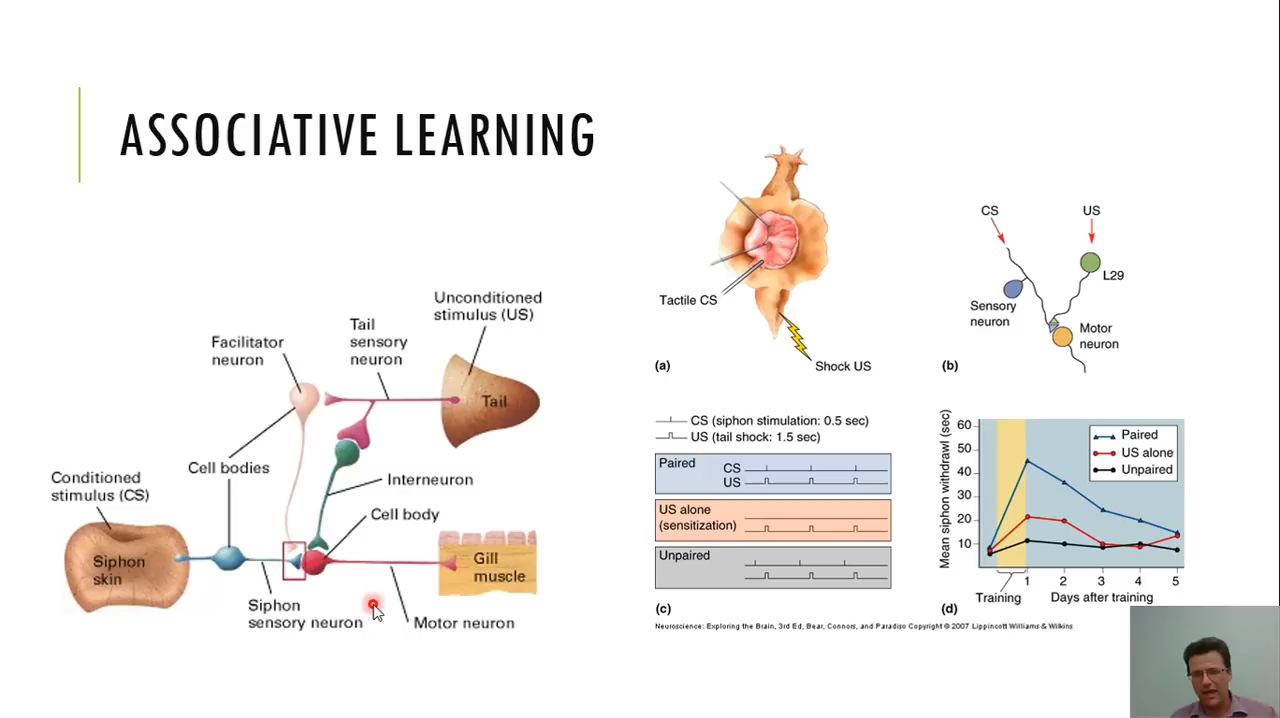 ASSOCIATIVE LEARNING
Unconditioned
stimulus (US)
Tail
sensory
neuron
Facilitator
neuron
Tail
Cell bodies
Interneuron
Conditioned
stimulus (CS)
Cell body
Siphon
skin
Gill
muscle
Siphon
sensory neuron
Motor neuron
Tactile CS
Shock US
(a)
CS
US
L29
Sensory
neuron
Motor
neuron
(b)
CS (siphon stimulation: 0.5 sec)
US (tail shock: 1.5 sec)
Paired
CS
US
US alone
(sensitization)
Unpaired
(c)
Mean siphon withdrawl (sec)
60
50
40
30
20
10
Paired
US alone
Unpaired
1
2
3
4
5
Training
Days after training
(d)
Neuroscience: Exploring the Brain, 3rd Ed, Bear, Connors, and Paradiso Copyright © 2007 Lippincott Williams & Wilkins